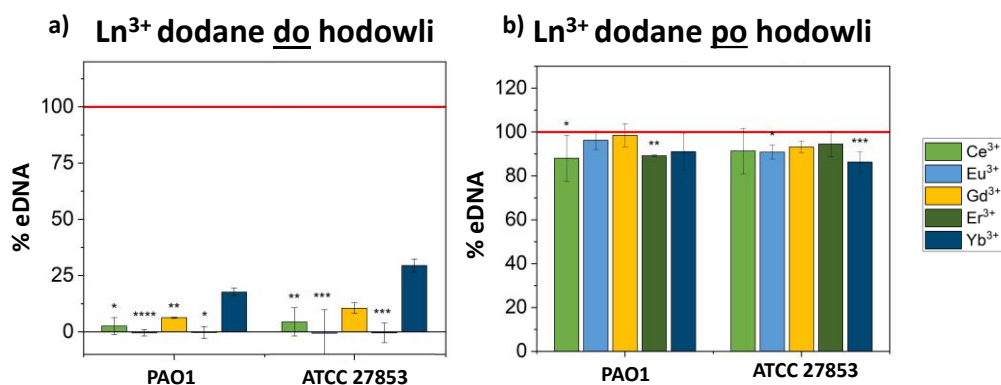 a) Ln³⁺ dodane do hodowli
100
75
50
25
0
% eDNA
* **** ** *
** *** ***
PAO1 ATCC 27853
b) Ln³⁺ dodane po hodowli
120
100
80
60
40
20
0
% eDNA
* **
* ***
PAO1 ATCC 27853
Ce³⁺
Eu³⁺
Gd³⁺
Er³⁺
Yb³⁺